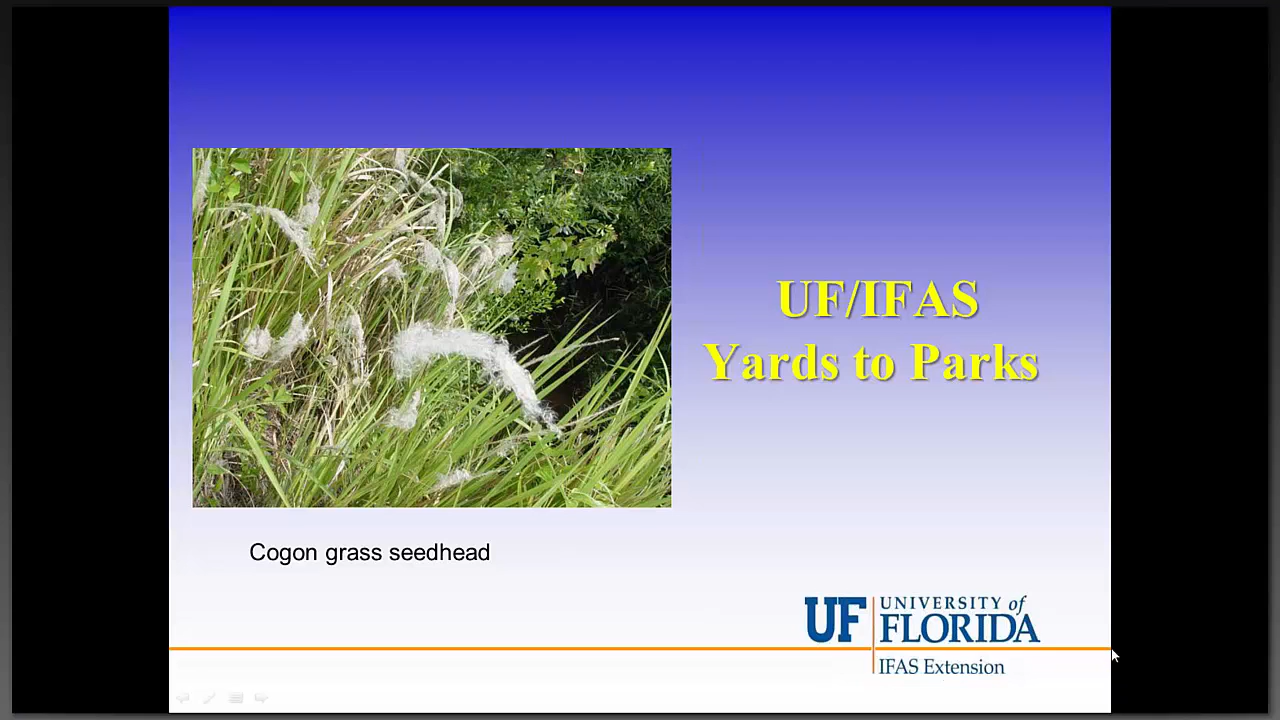 UF/IFAS
Yards to Parks
Cogon grass seedhead
UF UNIVERSITY of
FLORIDA
IFAS Extension